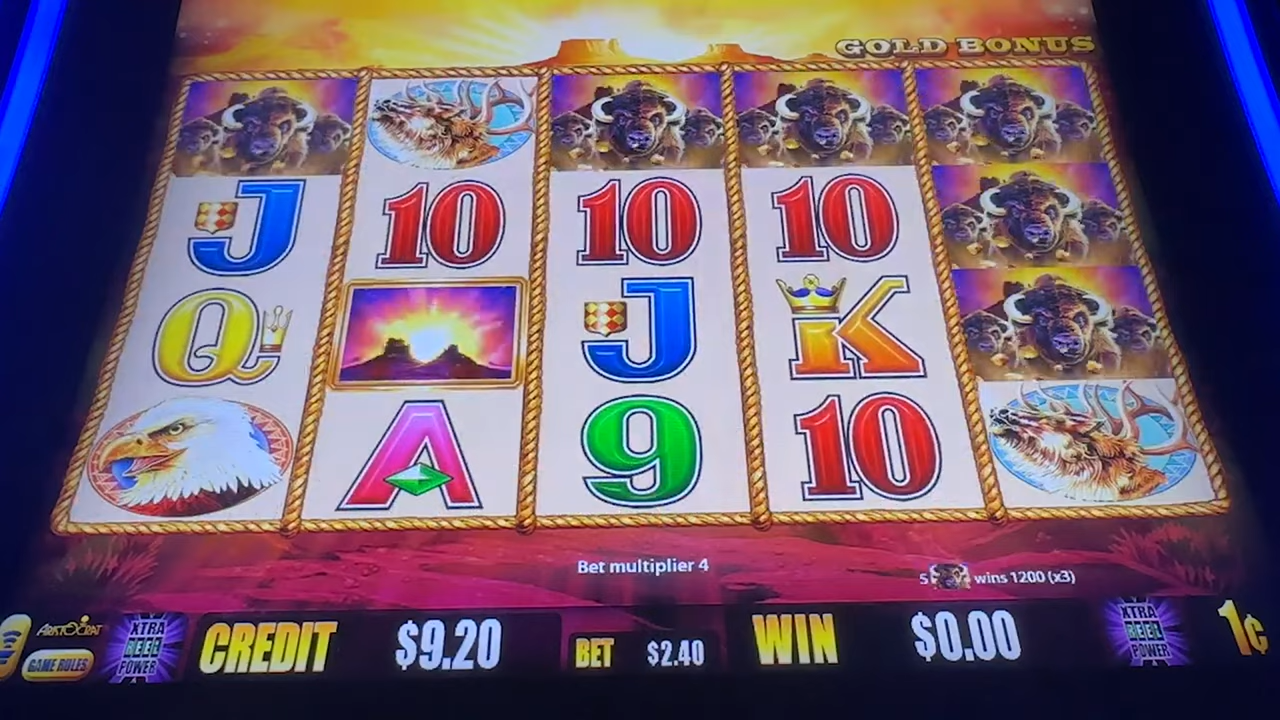 GOLD BONUS
J 10 10 10
Q J K
A 9 10
Bet multiplier 4
5 wins 1200 (x3)
ARISTOCRAT
GAME RULES
XTRA
REEL
POWER
CREDIT $9.20
BET $2.40
WIN $0.00
XTRA
REEL
POWER
1¢